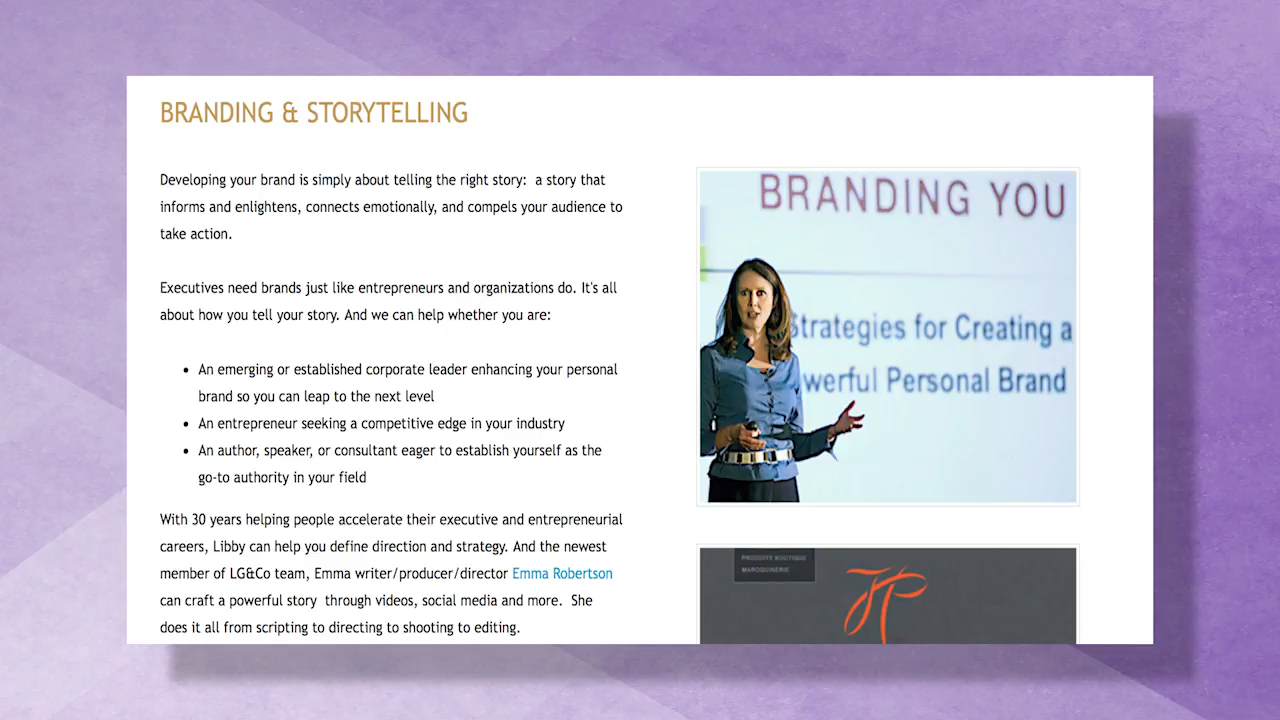 BRANDING & STORYTELLING
Developing your brand is simply about telling the right story:  a story that
informs and enlightens, connects emotionally, and compels your audience to
take action.
Executives need brands just like entrepreneurs and organizations do. It's all
about how you tell your story. And we can help whether you are:
• An emerging or established corporate leader enhancing your personal
brand so you can leap to the next level
• An entrepreneur seeking a competitive edge in your industry
• An author, speaker, or consultant eager to establish yourself as the
go-to authority in your field
With 30 years helping people accelerate their executive and entrepreneurial
careers, Libby can help you define direction and strategy. And the newest
member of LG&Co team, Emma writer/producer/director Emma Robertson
can craft a powerful story  through videos, social media and more.  She
does it all from scripting to directing to shooting to editing.
BRANDING YOU
Strategies for Creating a
werful Personal Brand
PRODUITS BOUTIQUE
MAROQUINERIE